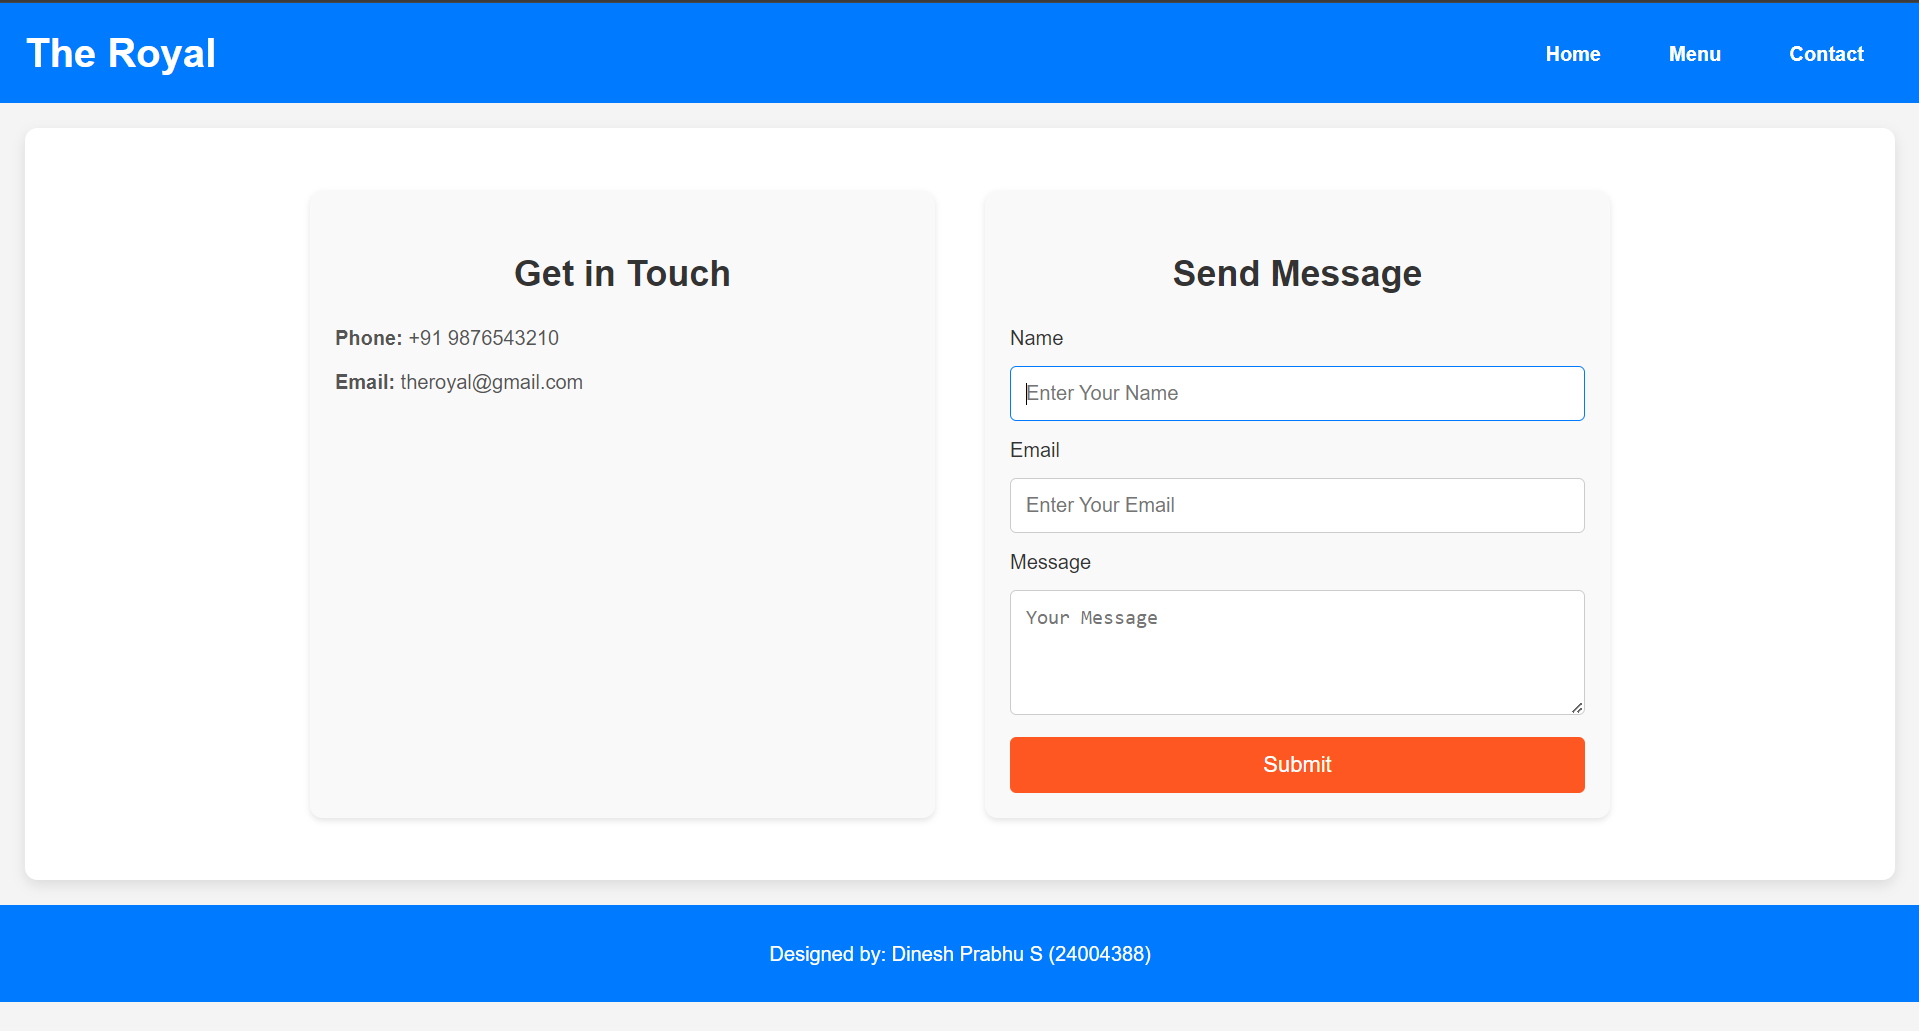 The Royal
Home Menu Contact
Get in Touch
Phone: +91 9876543210
Email: theroyal@gmail.com
Send Message
Name
Enter Your Name
Email
Enter Your Email
Message
Your Message
Submit
Designed by: Dinesh Prabhu S (24004388)